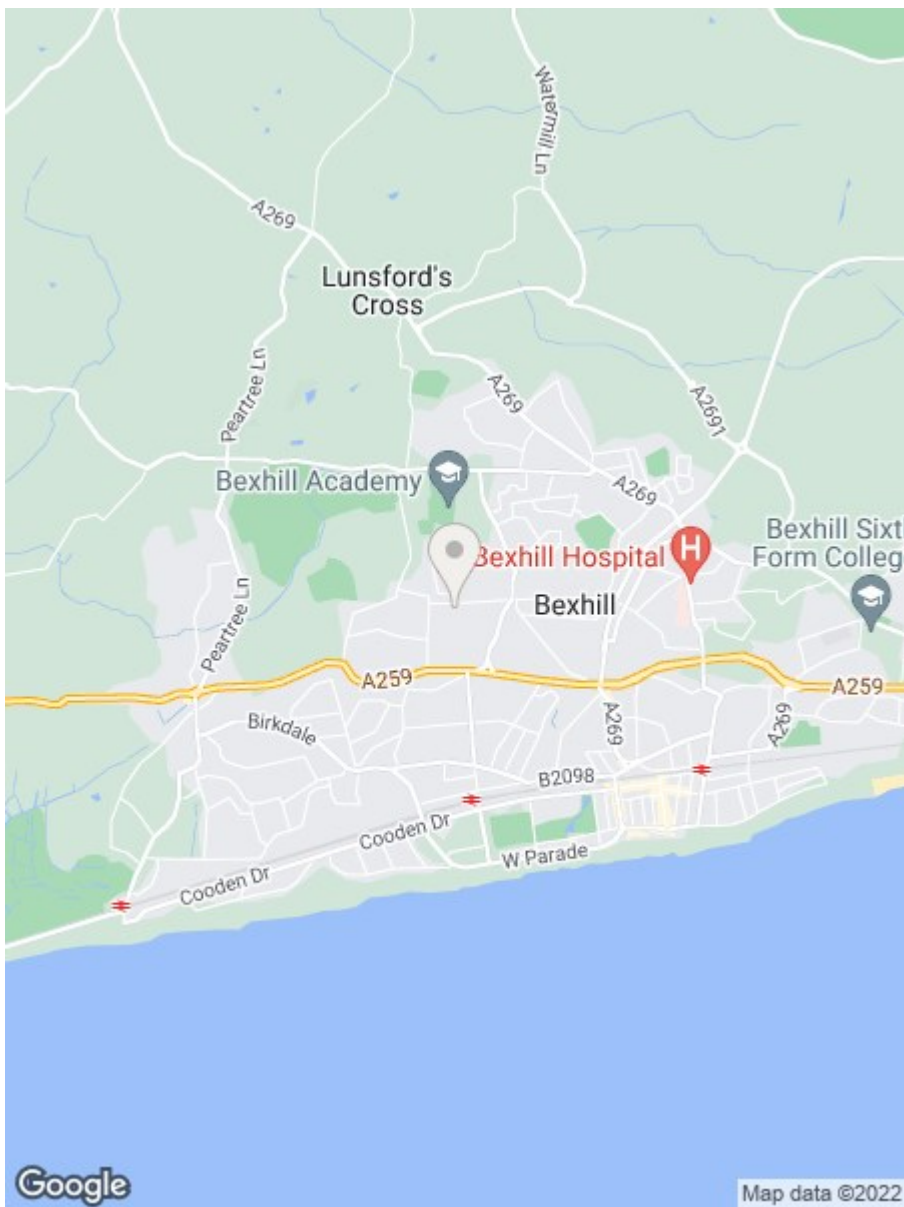 Watermill Ln
A269
Lunsford's
Cross
Peartree Ln
A269
A2691
Bexhill Academy
A269
Bexhill Sixt
Form Colleg
Bexhill Hospital
H
Bexhill
Peartree Ln
A259
A259
Birkdale
A269
A269
B2098
Cooden Dr
W Parade
Cooden Dr
Google
Map data ©2022